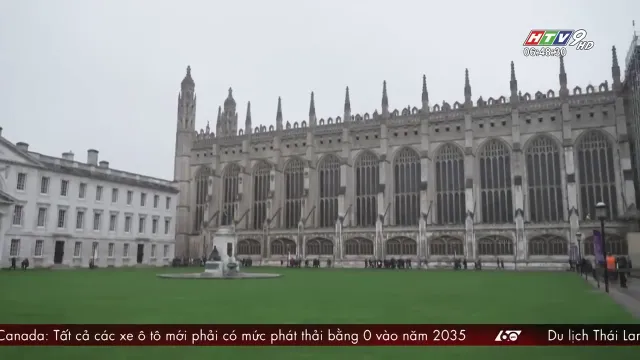 HTV9 HD
06:48:30
Canada: Tất cả các xe ô tô mới phải có mức phát thải bằng 0 vào năm 2035 60 Du lịch Thái Lan